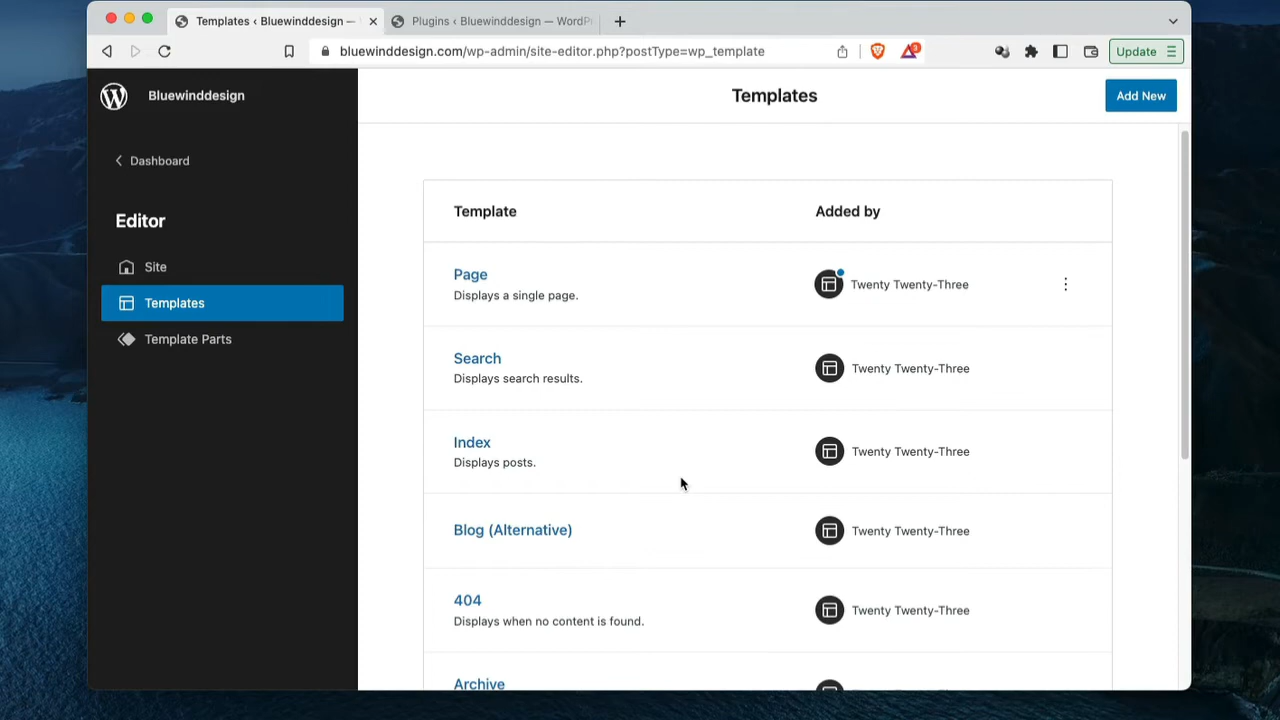 Templates ‹ Bluewinddesign —
Plugins ‹ Bluewinddesign — WordPr
bluewinddesign.com/wp-admin/site-editor.php?postType=wp_template
3
Update
Bluewinddesign
Templates
Add New
Dashboard
Editor
Site
Templates
Template Parts
Template
Added by
Page
Displays a single page.
Twenty Twenty-Three
Search
Displays search results.
Twenty Twenty-Three
Index
Displays posts.
Twenty Twenty-Three
Blog (Alternative)
Twenty Twenty-Three
404
Displays when no content is found.
Twenty Twenty-Three
Archive